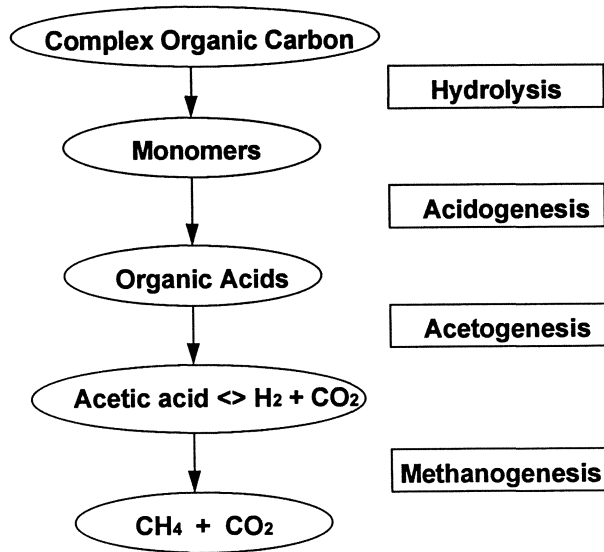 Complex Organic Carbon
Hydrolysis
Monomers
Acidogenesis
Organic Acids
Acetogenesis
Acetic acid <> H₂ + CO₂
Methanogenesis
CH₄ + CO₂